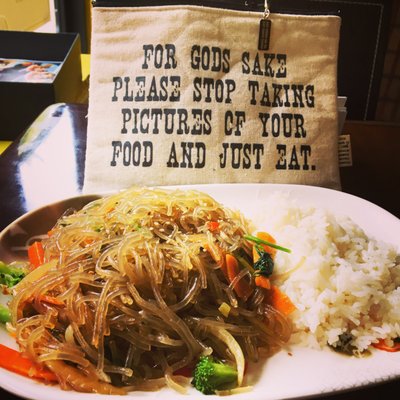 FOR GODS SAKE
PLEASE STOP TAKING
PICTURES OF YOUR
FOOD AND JUST EAT.